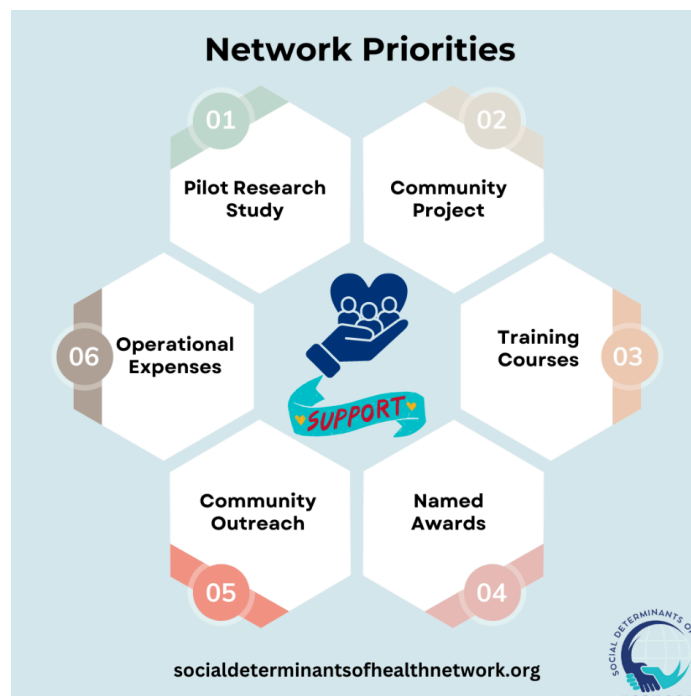 Network Priorities
01
Pilot Research
Study
02
Community
Project
03
Training
Courses
04
Named
Awards
05
Community
Outreach
06
Operational
Expenses
SUPPORT
socialdeterminantsofhealthnetwork.org
SOCIAL DETERMINANTS OF